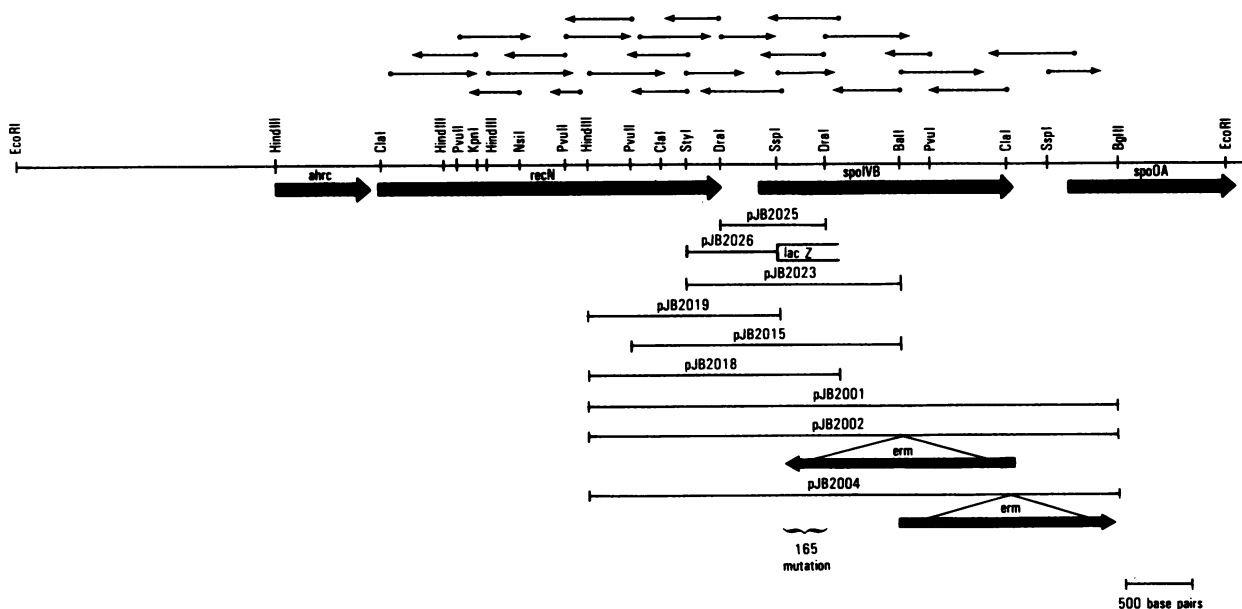 EcoRI
HindIII
ClaI
HindIII
PvuII
KpnI
HindIII
NsiI
PvuII
HindIII
PvuII
ClaI
StyI
DraI
SspI
DraI
BalI
PvuI
ClaI
SspI
BglII
EcoRI
ahrc
recN
spoIVB
spoOA
pJB2025
pJB2026
lac Z
pJB2023
pJB2019
pJB2015
pJB2018
pJB2001
pJB2002
erm
pJB2004
erm
165
mutation
500 base pairs